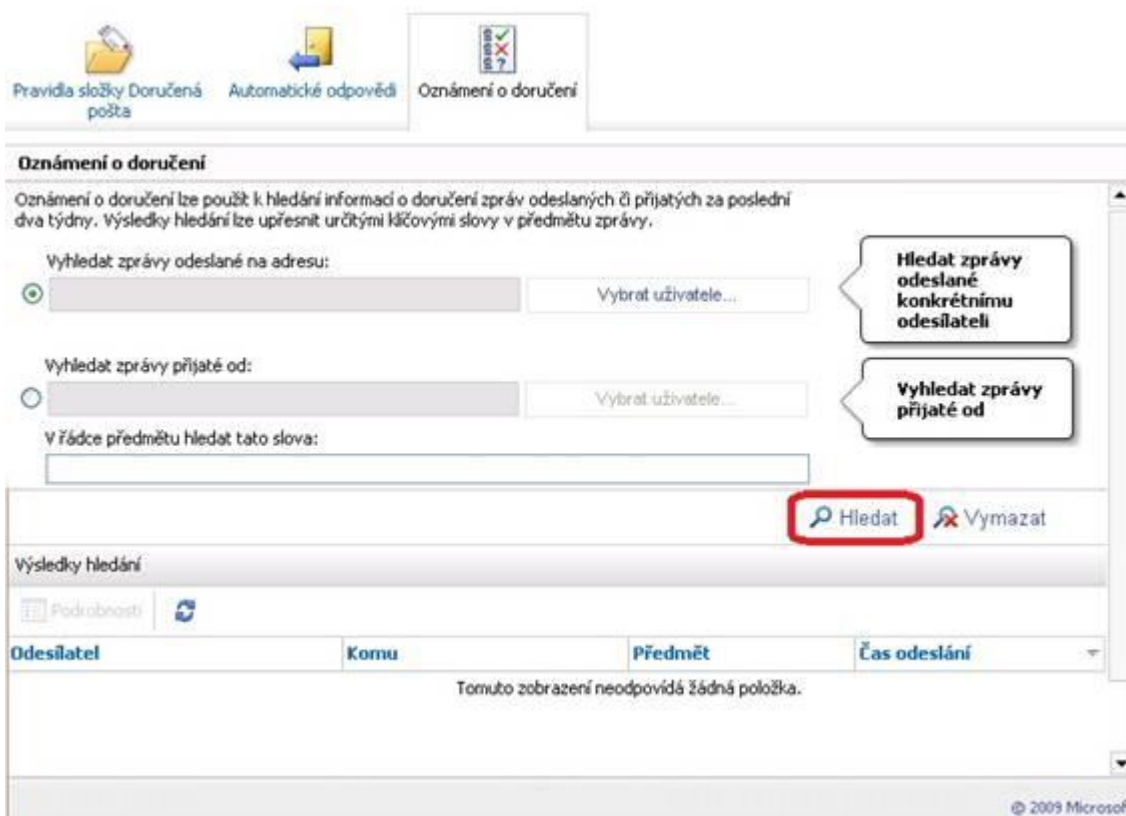 Pravidla složky Doručená
pošta
Automatické odpovědi
Oznámení o doručení
Oznámení o doručení
Oznámení o doručení lze použít k hledání informací o doručení zpráv odeslaných či přijatých za poslední
dva týdny. Výsledky hledání lze upřesnit určitými klíčovými slovy v předmětu zprávy.
Vyhledat zprávy odeslané na adresu:
Vybrat uživatele...
Hledat zprávy
odeslané
konkrétnímu
odesílateli
Vyhledat zprávy přijaté od:
Vybrat uživatele...
Vyhledat zprávy
přijaté od
V řádce předmětu hledat tato slova:
Hledat
Vymazat
Výsledky hledání
Podrobnosti
Odesílatel
Komu
Předmět
Čas odeslání
Tomuto zobrazení neodpovídá žádná položka.
© 2009 Microsof